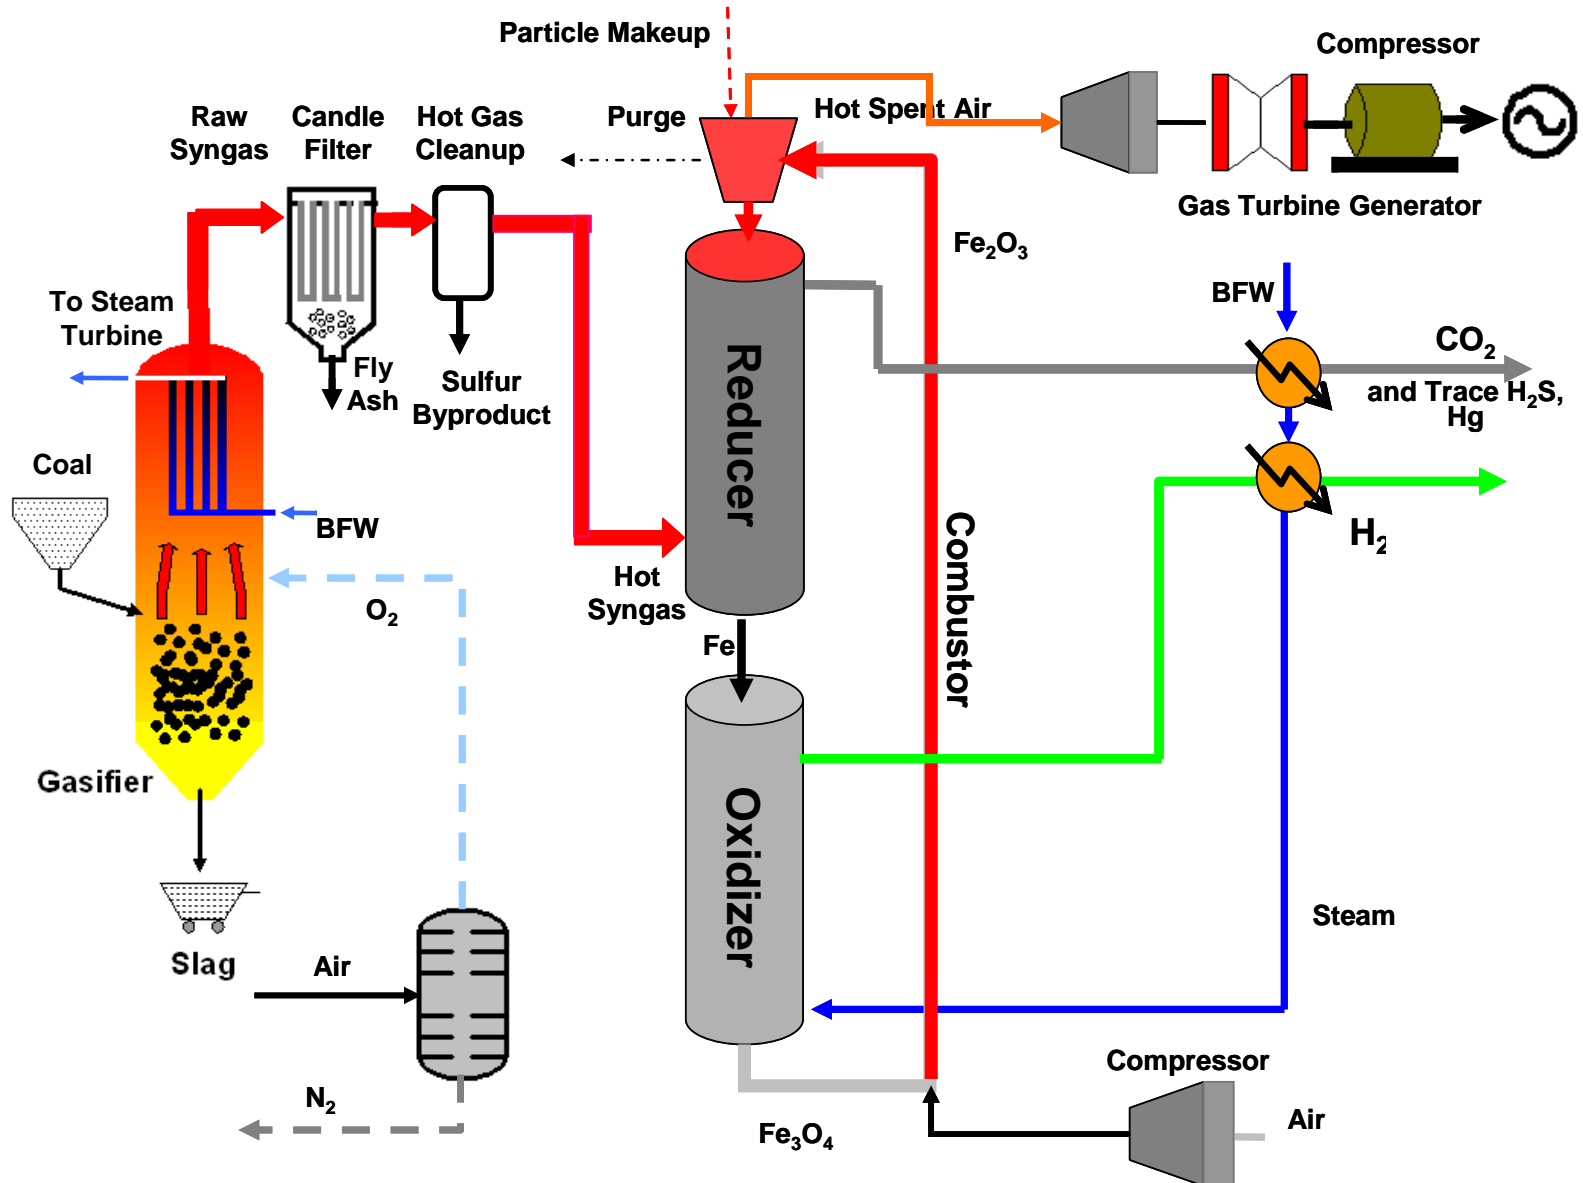 Particle Makeup
Compressor
Raw
Syngas
Candle
Filter
Hot Gas
Cleanup
Purge
Hot Spent Air
Gas Turbine Generator
Fe2O3
To Steam
Turbine
BFW
CO2
and Trace H2S,
Hg
Fly
Ash
Sulfur
Byproduct
Reducer
Coal
BFW
H2
Combustor
Hot
Syngas
O2
Fe
Gasifier
Oxidizer
Steam
Slag
Air
N2
Compressor
Air
Fe3O4